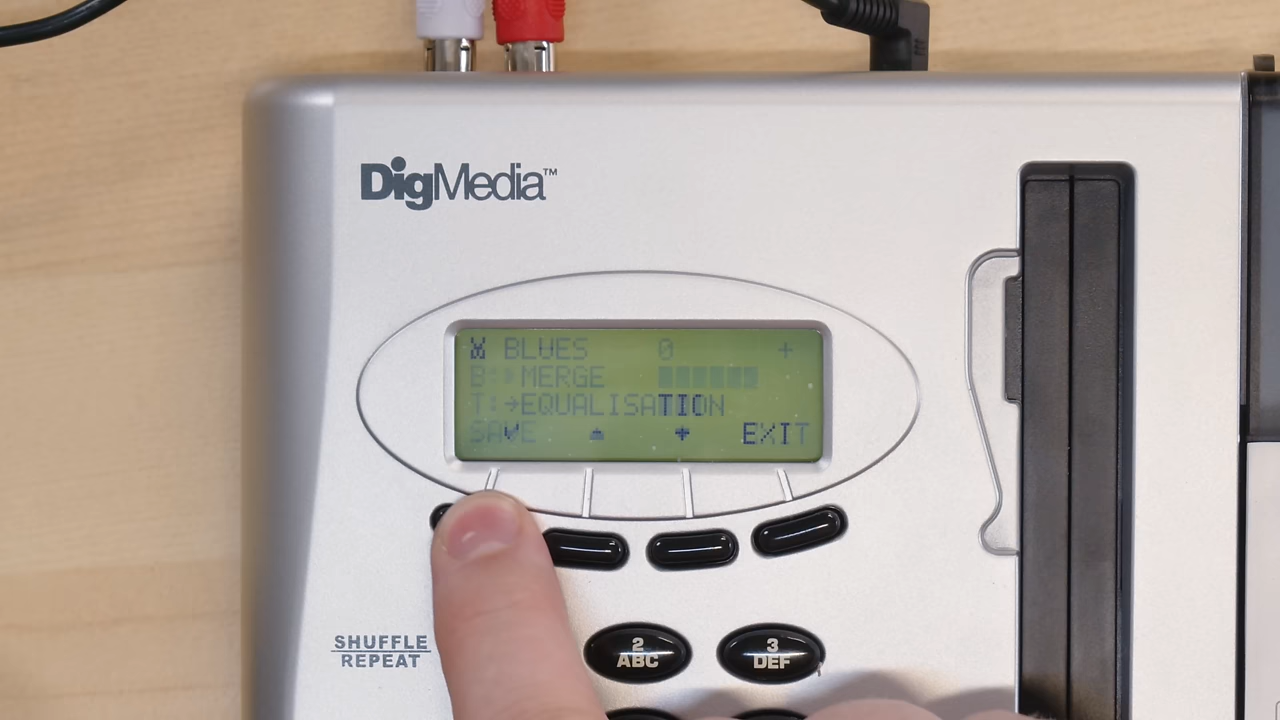 DigMedia™
BLUES 0 +
MERGE
EQUALISATION
SAVE EXIT
SHUFFLE
REPEAT
2
ABC
3
DEF